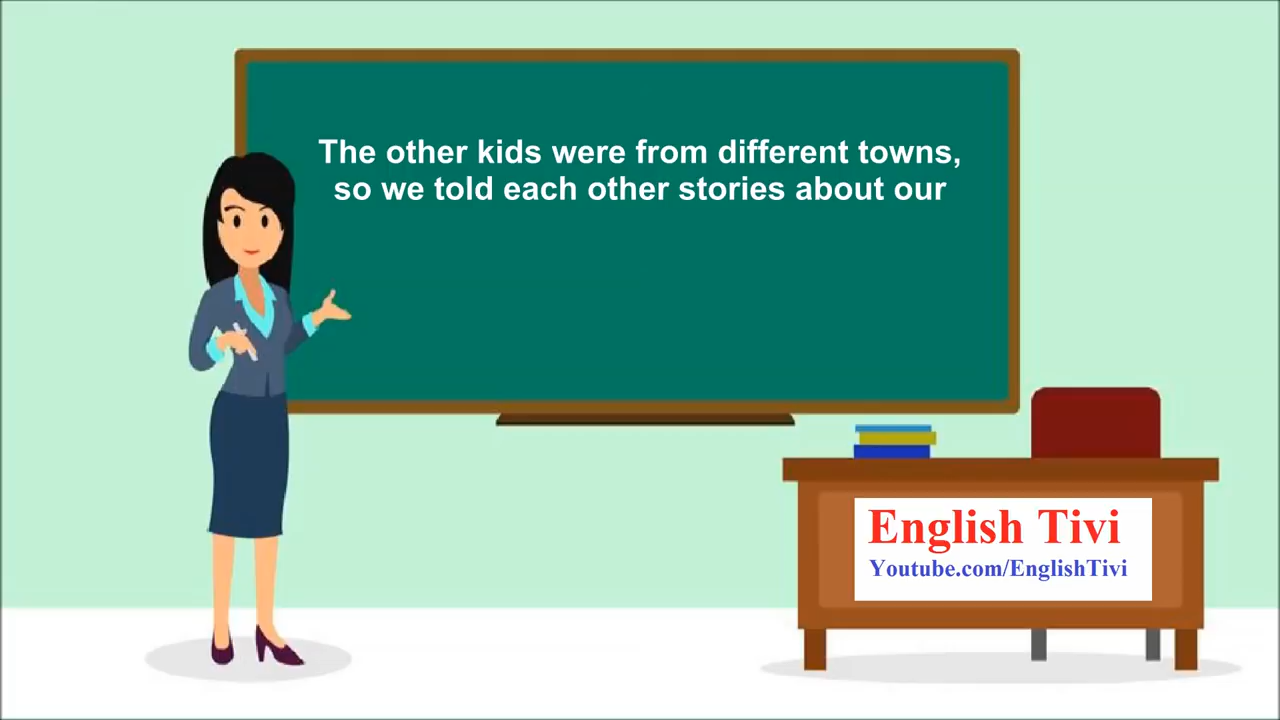 The other kids were from different towns,
so we told each other stories about our
English Tivi
Youtube.com/EnglishTivi